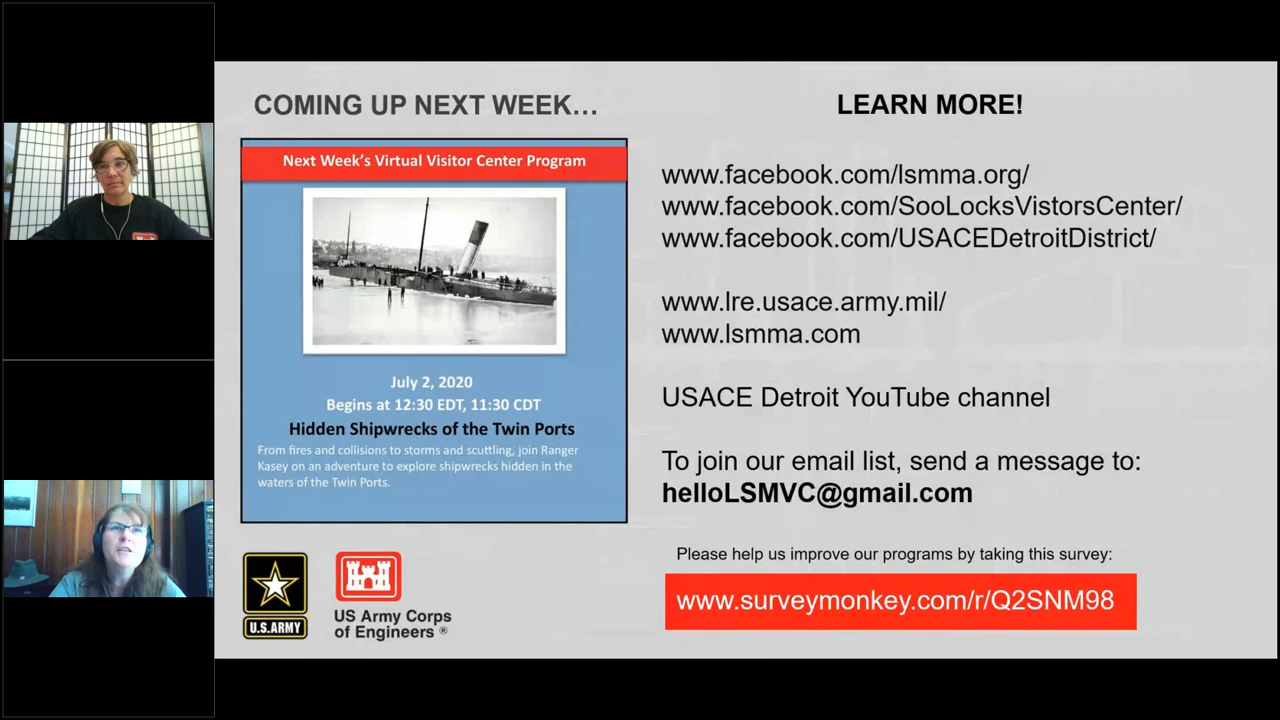 COMING UP NEXT WEEK…
Next Week's Virtual Visitor Center Program
July 2, 2020
Begins at 12:30 EDT, 11:30 CDT
Hidden Shipwrecks of the Twin Ports
From fires and collisions to storms and scuttling, join Ranger
Kasey on an adventure to explore shipwrecks hidden in the
waters of the Twin Ports.
U.S.ARMY
US Army Corps
of Engineers ®
LEARN MORE!
www.facebook.com/lsmma.org/
www.facebook.com/SooLocksVistorsCenter/
www.facebook.com/USACEDetroitDistrict/
www.lre.usace.army.mil/
www.lsmma.com
USACE Detroit YouTube channel
To join our email list, send a message to:
helloLSMVC@gmail.com
Please help us improve our programs by taking this survey:
www.surveymonkey.com/r/Q2SNM98